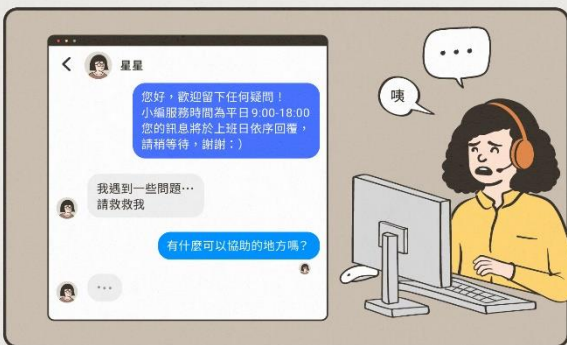 星星
您好，歡迎留下任何疑問！
小編服務時間為平日9:00-18:00
您的訊息將於上班日依序回覆，
請稍等待，謝謝：）
我遇到一些問題⋯
請救救我
有什麼可以協助的地方嗎？
⋯
⋯
咦